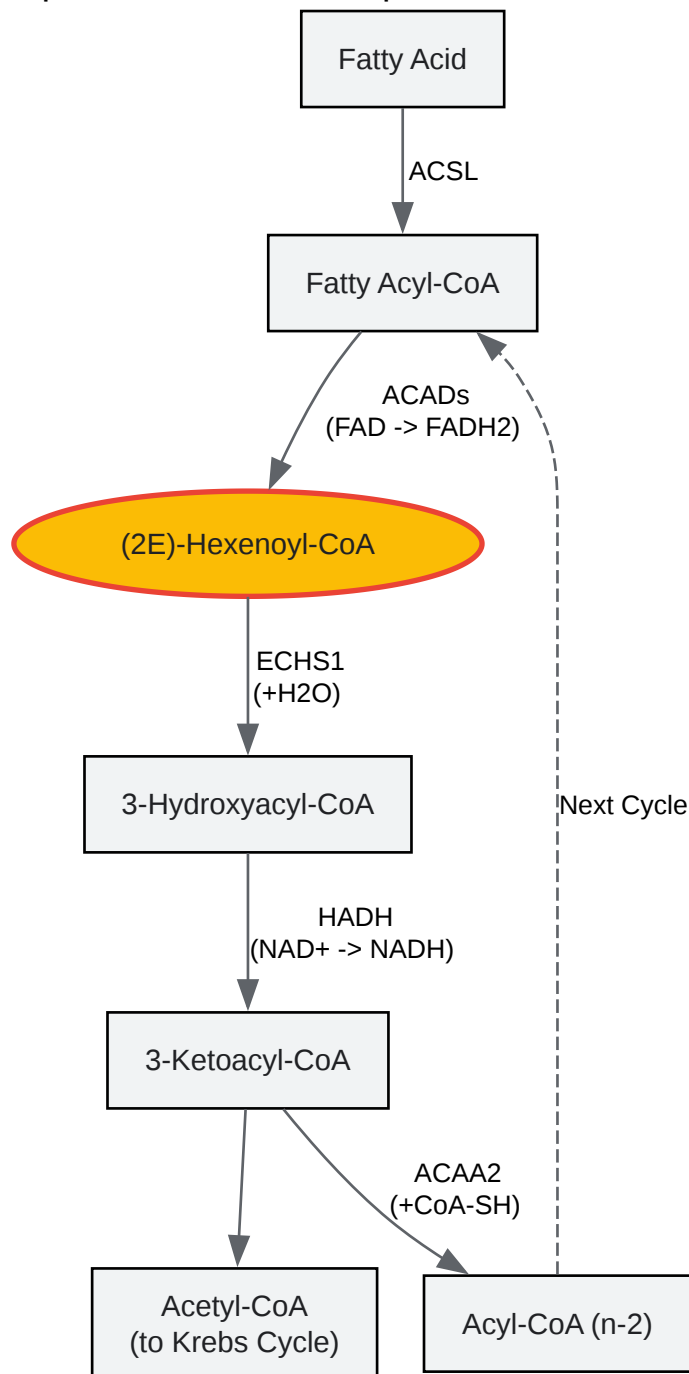 Fatty Acid
ACSL
Fatty Acyl-CoA
ACADs
(FAD -> FADH2)
(2E)-Hexenoyl-CoA
ECHS1
(+H2O)
3-Hydroxyacyl-CoA
Next Cycle
HADH
(NAD+ -> NADH)
3-Ketoacyl-CoA
ACAA2
(+CoA-SH)
Acetyl-CoA
(to Krebs Cycle)
Acyl-CoA (n-2)